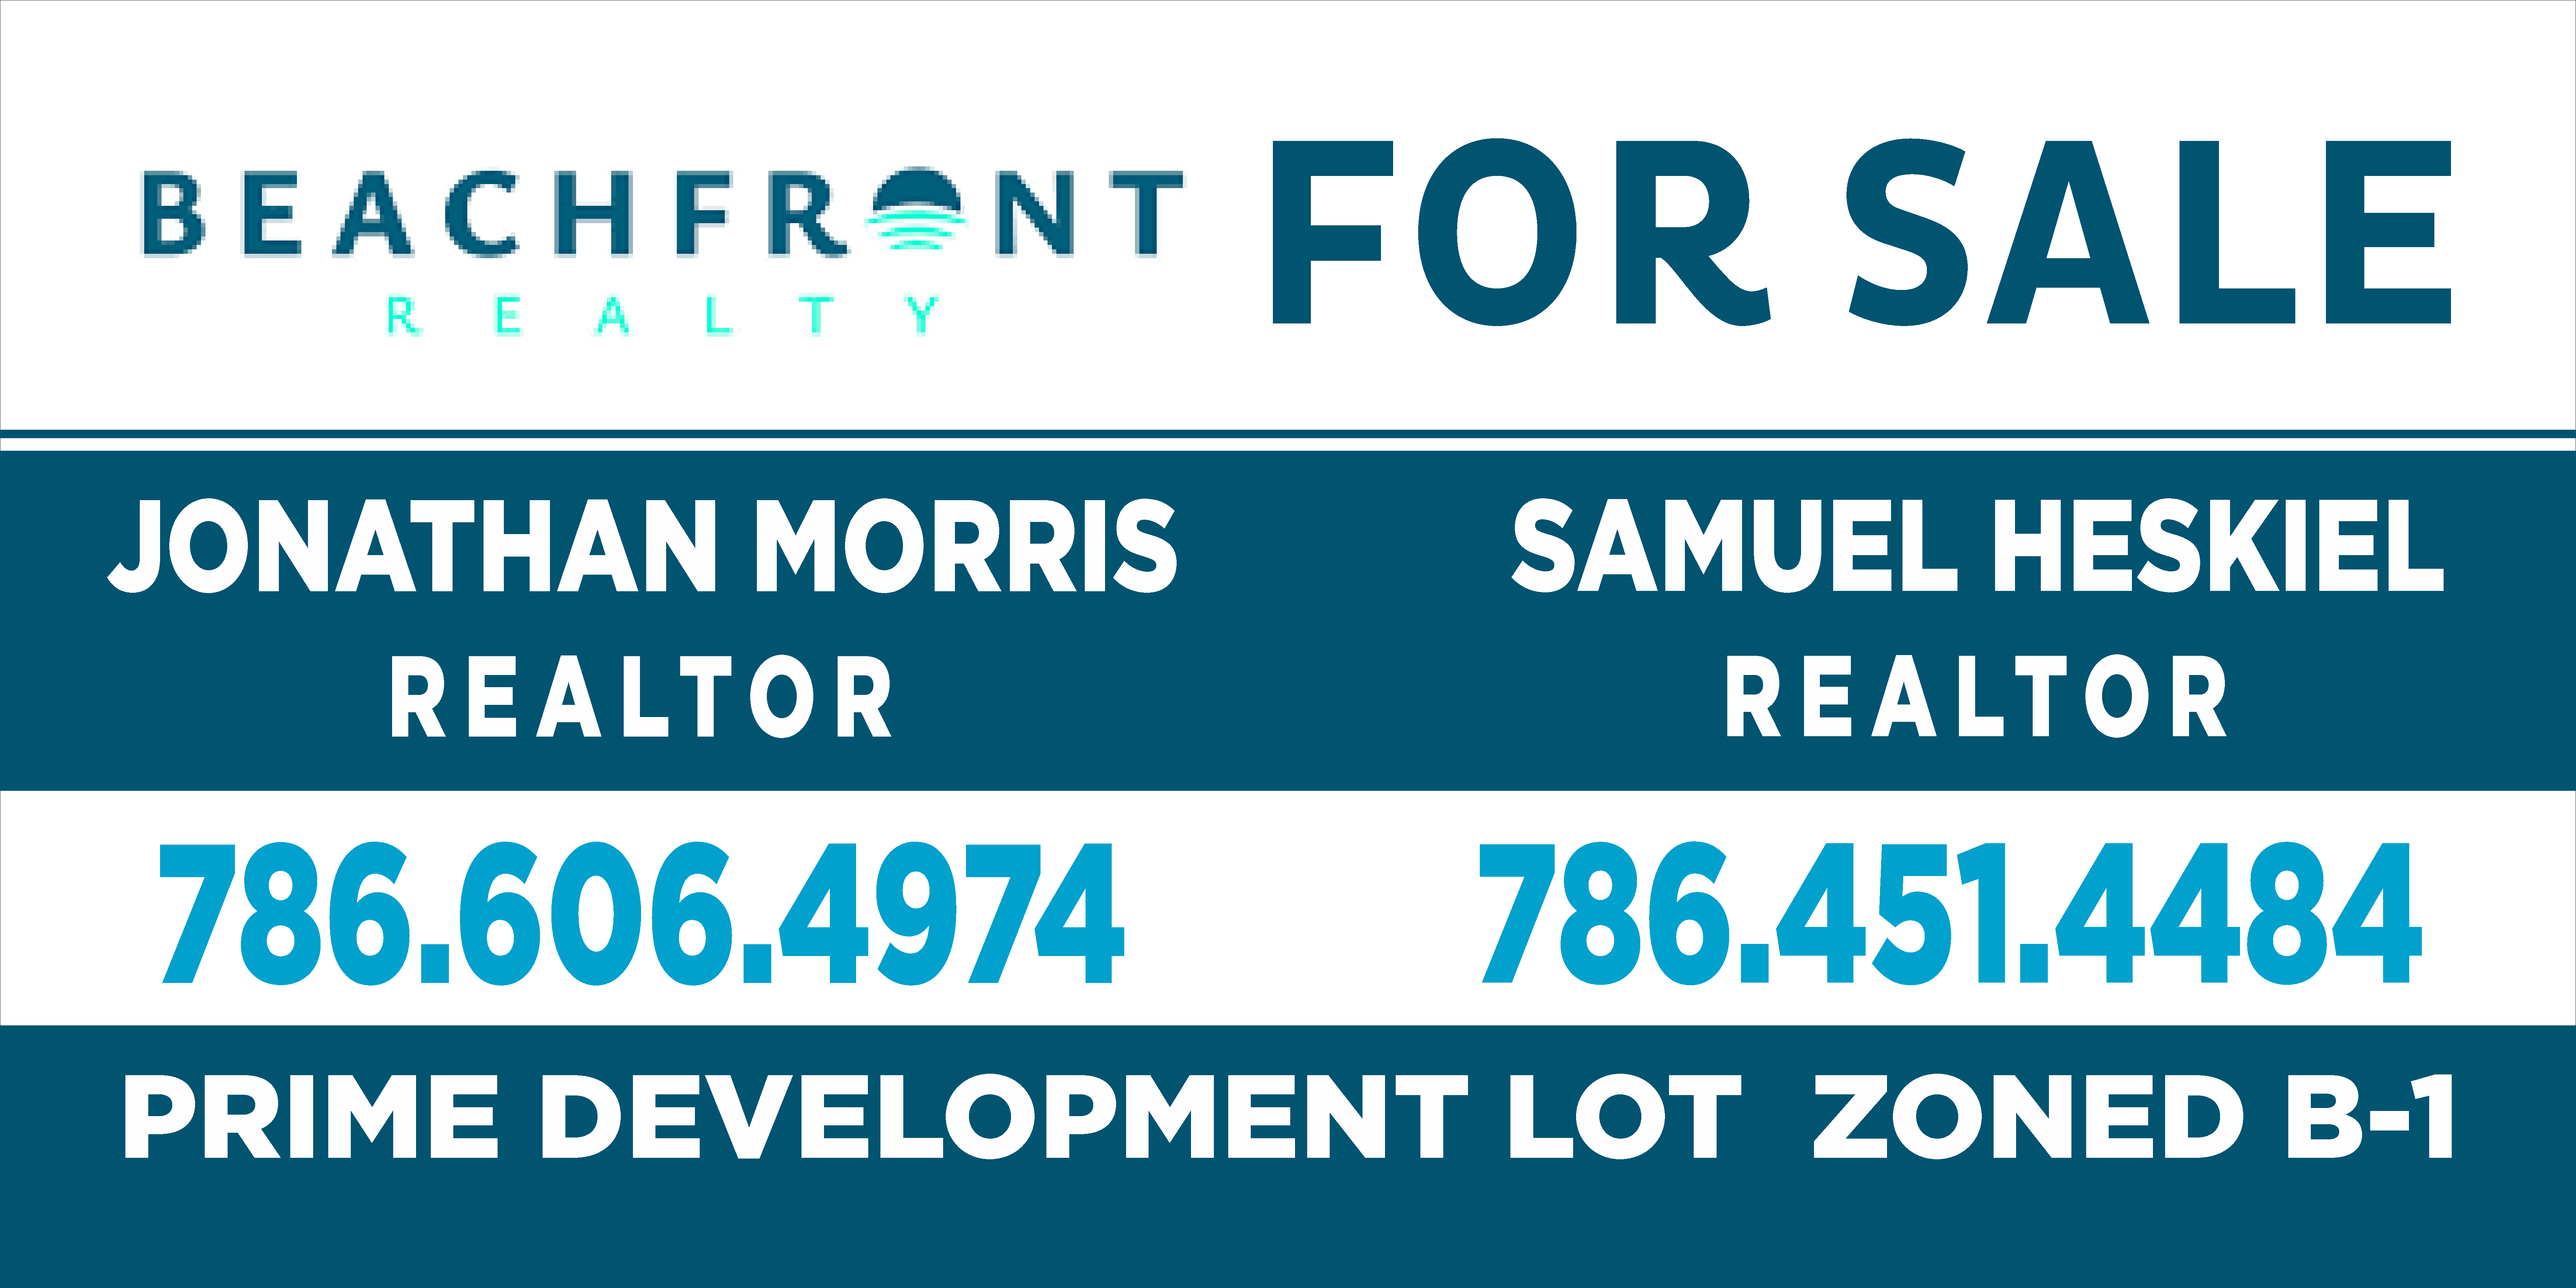 BEACHFRONT
REALTY
FOR SALE
JONATHAN MORRIS
REALTOR
SAMUEL HESKIEL
REALTOR
786.606.4974
786.451.4484
PRIME DEVELOPMENT LOT ZONED B-1